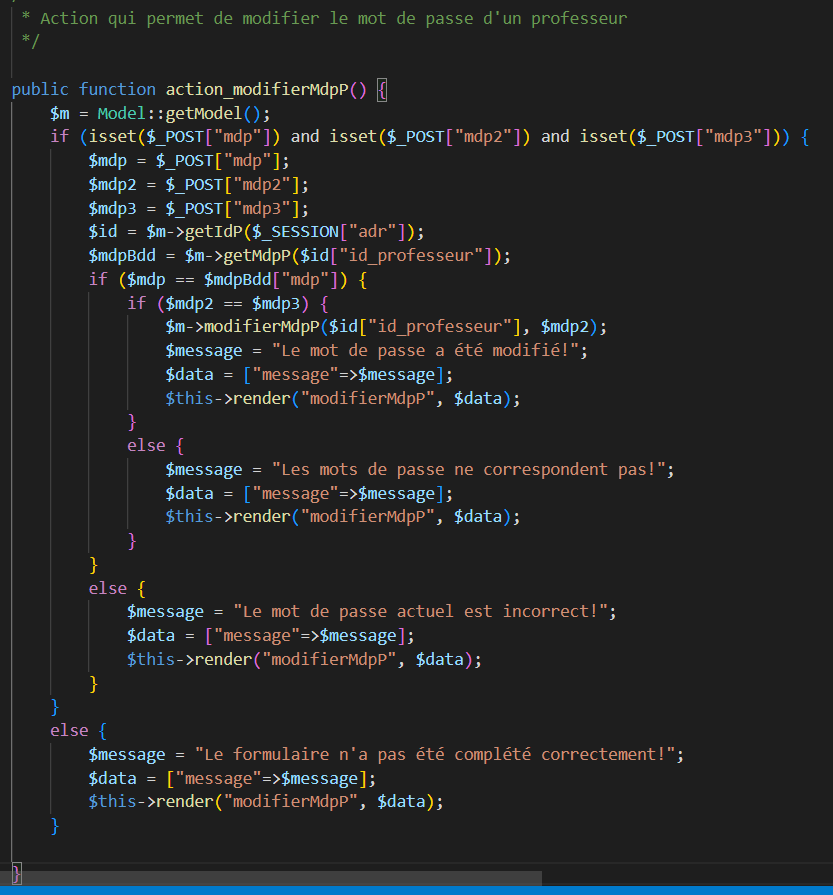 * Action qui permet de modifier le mot de passe d'un professeur
*/
public function action_modifierMdpP() {
$m = Model::getModel();
if (isset($_POST["mdp"]) and isset($_POST["mdp2"]) and isset($_POST["mdp3"])) {
$mdp = $_POST["mdp"];
$mdp2 = $_POST["mdp2"];
$mdp3 = $_POST["mdp3"];
$id = $m->getIdP($_SESSION["adr"]);
$mdpBdd = $m->getMdpP($id["id_professeur"]);
if ($mdp == $mdpBdd["mdp"]) {
if ($mdp2 == $mdp3) {
$m->modifierMdpP($id["id_professeur"], $mdp2);
$message = "Le mot de passe a été modifié!";
$data = ["message"=>$message];
$this->render("modifierMdpP", $data);
}
else {
$message = "Les mots de passe ne correspondent pas!";
$data = ["message"=>$message];
$this->render("modifierMdpP", $data);
}
}
else {
$message = "Le mot de passe actuel est incorrect!";
$data = ["message"=>$message];
$this->render("modifierMdpP", $data);
}
}
else {
$message = "Le formulaire n'a pas été complété correctement!";
$data = ["message"=>$message];
$this->render("modifierMdpP", $data);
}
}